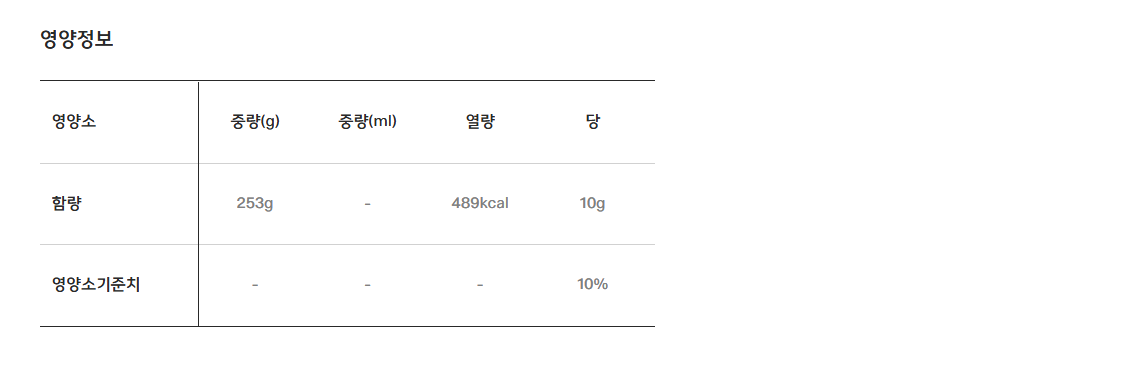 영양정보
영양소 중량(g) 중량(ml) 열량 당
함량 253g - 489kcal 10g
영양소기준치 - - - 10%